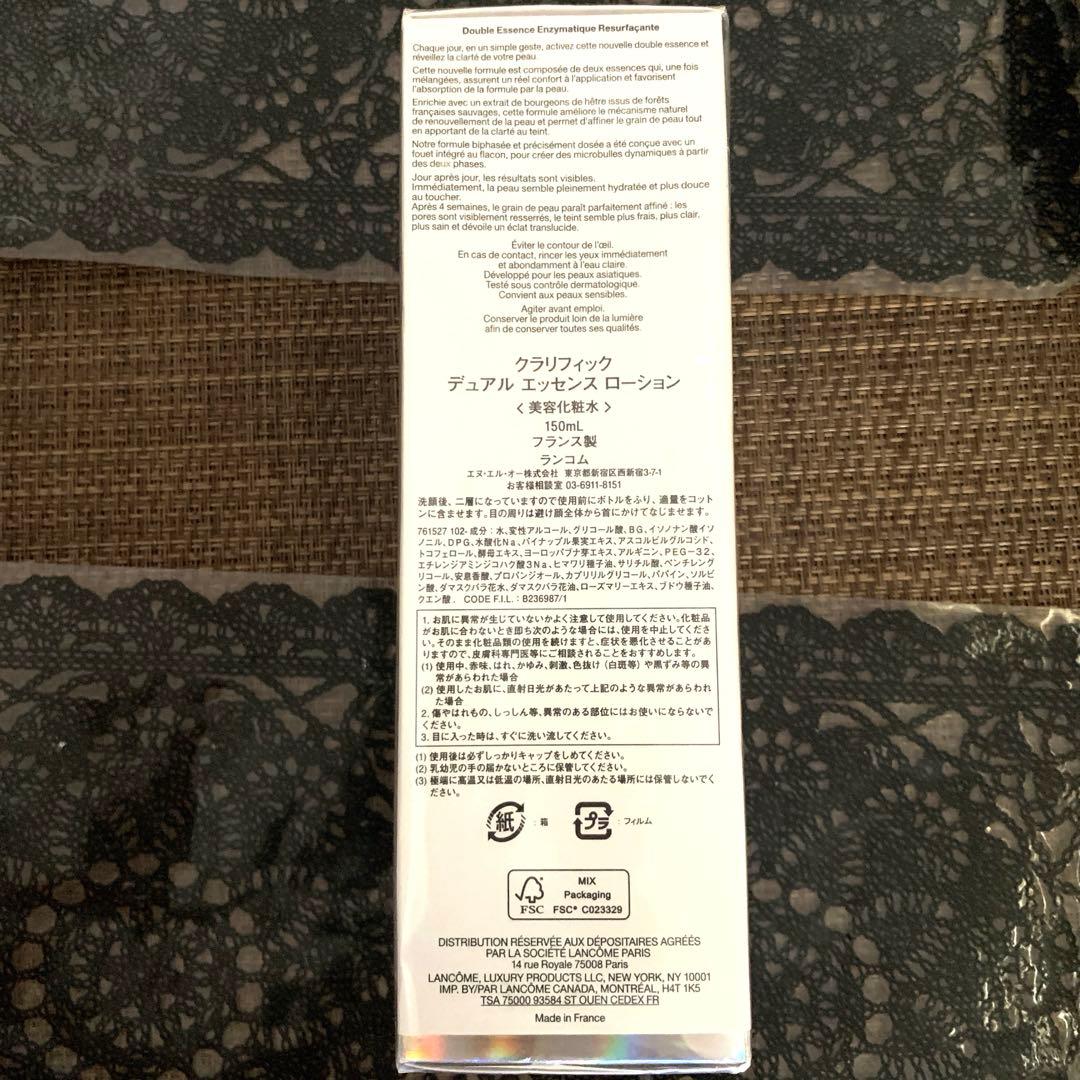 Double Essence Enzymatique Resurfaçante
Chaque jour, en un simple geste, activez cette nouvelle double essence et
réveillez la clarté de votre peau.
Cette nouvelle formule est composée de deux essences qui, une fois
mélangées, assurent un réel confort à l'application et favorisent
l'absorption de la formule par la peau.
Enrichie avec un extrait de bourgeons de hêtre issus de forêts
françaises sauvages, cette formule améliore le mécanisme naturel
de renouvellement de la peau et permet d'affiner le grain de peau tout
en apportant de la clarté au teint.
Notre formule biphasée et précisément dosée a été conçue avec un
fouet intégré au flacon, pour créer des microbulles dynamiques à partir
des deux phases.
Jour après jour, les résultats sont visibles.
Immédiatement, la peau semble pleinement hydratée et plus douce
au toucher.
Après 4 semaines, le grain de peau paraît parfaitement affiné : les
pores sont visiblement resserrés, le teint semble plus frais, plus clair,
plus sain et dévoile un éclat translucide.
Éviter le contour de l'œil.
En cas de contact, rincer les yeux immédiatement
et abondamment à l'eau claire.
Développé pour les peaux asiatiques.
Testé sous contrôle dermatologique.
Convient aux peaux sensibles.
Agiter avant emploi.
Conserver le produit loin de la lumière
afin de conserver toutes ses qualités.
クラリフィック
デュアル エッセンス ローション
< 美容化粧水 >
150mL
フランス製
ランコム
エヌ・エル・オー株式会社 東京都新宿区西新宿3-7-1
お客様相談室 03-6911-8151
洗顔後、二層になっていますので使用前にボトルをふり、適量をコット
ンに含ませます。目の周りは避け顔全体から首にかけてなじませます。
761527 102- 成分 : 水、変性アルコール、グリコール酸、BG、イソノナン酸イソ
ノニル、DPG、水酸化Na、パイナップル果実エキス、アスコルビルグルコシド、
トコフェロール、酵母エキス、ヨーロッパブナ芽エキス、アルギニン、PEG-32、
エチレンジアミンジコハク酸3Na、ヒマワリ種子油、サリチル酸、ペンチレング
リコール、安息香酸、プロパンジオール、カプリリルグリコール、パパイン、ソルビ
ン酸、ダマスクバラ花水、ダマスクバラ花油、ローズマリーエキス、ブドウ種子油、
クエン酸 . CODE F.I.L. : B236987/1
1. お肌に異常が生じていないかよく注意して使用してください。化粧品
がお肌に合わないとき即ち次のような場合には、使用を中止してくださ
い。そのまま化粧品類の使用を続けますと、症状を悪化させることがあ
りますので、皮膚科専門医等にご相談されることをおすすめします。
(1) 使用中、赤味、はれ、かゆみ、刺激、色抜け (白斑等) や黒ずみ等の異
常があらわれた場合
(2) 使用したお肌に、直射日光があたって上記のような異常があらわれ
た場合
2. 傷やはれもの、しっしん等、異常のある部位にはお使いにならないで
ください。
3. 目に入った時は、すぐに洗い流してください。
(1) 使用後は必ずしっかりキャップをしめてください。
(2) 乳幼児の手の届かないところに保管してください。
(3) 極端に高温又は低温の場所、直射日光のあたる場所には保管しないでく
ださい。
紙 : 箱 プラ : フィルム
FSC MIX
Packaging
FSC® C023329
DISTRIBUTION RÉSERVÉE AUX DÉPOSITAIRES AGRÉÉS
PAR LA SOCIÉTÉ LANCÔME PARIS
14 rue Royale 75008 Paris
LANCÔME, LUXURY PRODUCTS LLC, NEW YORK, NY 10001
IMP. BY/PAR LANCÔME CANADA, MONTRÉAL, H4T 1K5
TSA 75000 93584 ST OUEN CEDEX FR
Made in France